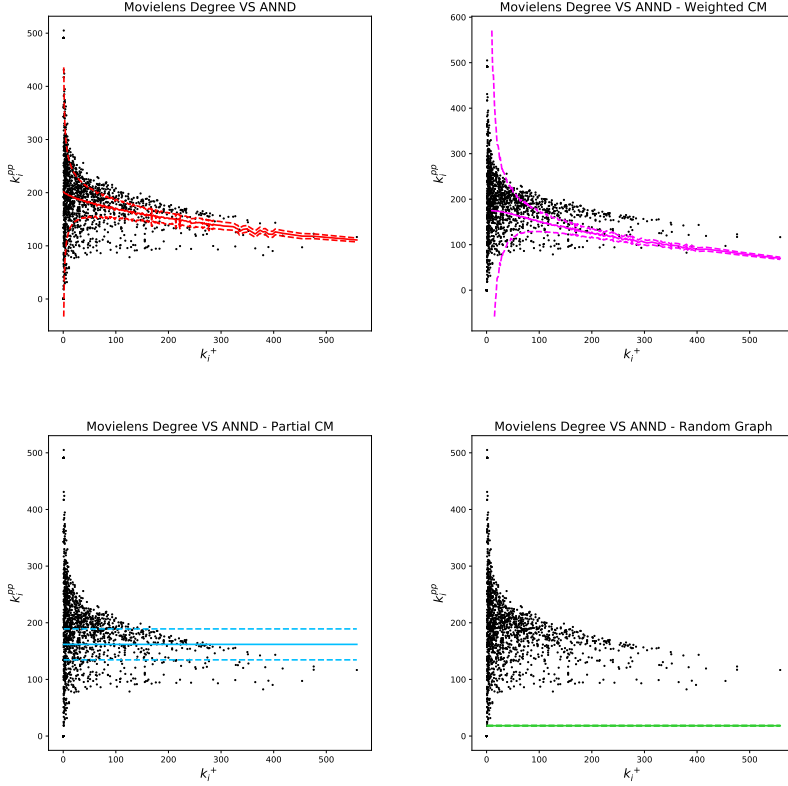 Movielens Degree VS ANND
500
400
300
200
100
0
k_i^{pp}
0 100 200 300 400 500
k_i^+
Movielens Degree VS ANND - Weighted CM
600
500
400
300
200
100
0
k_i^{pp}
0 100 200 300 400 500
k_i^+
Movielens Degree VS ANND - Partial CM
500
400
300
200
100
0
k_i^{pp}
0 100 200 300 400 500
k_i^+
Movielens Degree VS ANND - Random Graph
500
400
300
200
100
0
k_i^{pp}
0 100 200 300 400 500
k_i^+